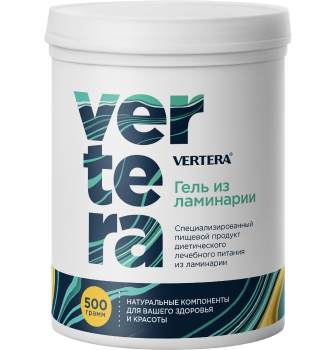 ver
te
ra
VERTERA®
Гель из
ламинарии
Специализированный
пищевой продукт
диетического
лечебного питания
из ламинарии
500
грамм
НАТУРАЛЬНЫЕ КОМПОНЕНТЫ
ДЛЯ ВАШЕГО ЗДОРОВЬЯ
И КРАСОТЫ